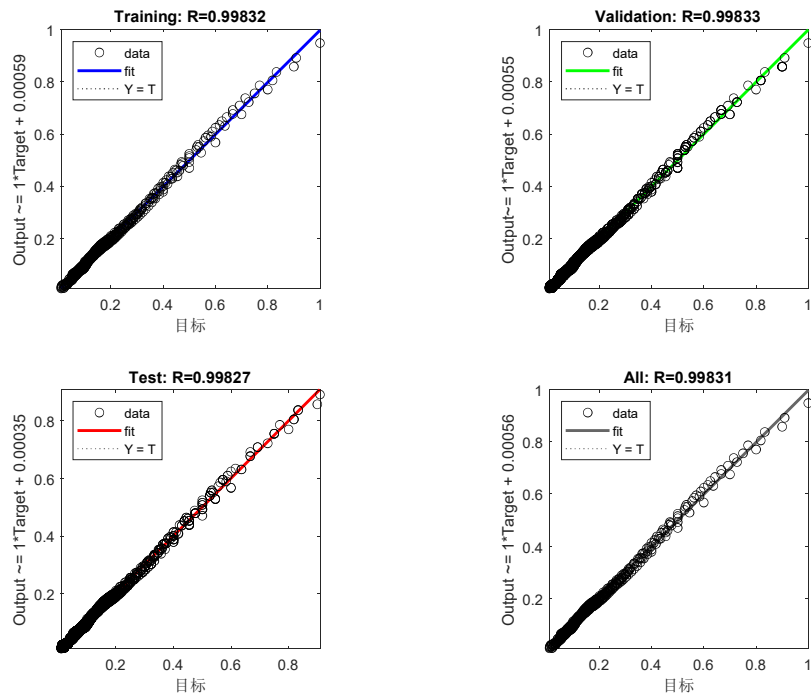 Training: R=0.99832
Output ~= 1*Target + 0.00059
1
0.8
0.6
0.4
0.2
data
fit
Y = T
0.2 0.4 0.6 0.8 1
目标
Validation: R=0.99833
Output~= 1*Target + 0.00055
1
0.8
0.6
0.4
0.2
data
fit
Y = T
0.2 0.4 0.6 0.8 1
目标
Test: R=0.99827
Output ~= 1*Target + 0.00035
0.8
0.6
0.4
0.2
data
fit
Y = T
0.2 0.4 0.6 0.8
目标
All: R=0.99831
Output ~= 1*Target + 0.00056
1
0.8
0.6
0.4
0.2
data
fit
Y = T
0.2 0.4 0.6 0.8 1
目标